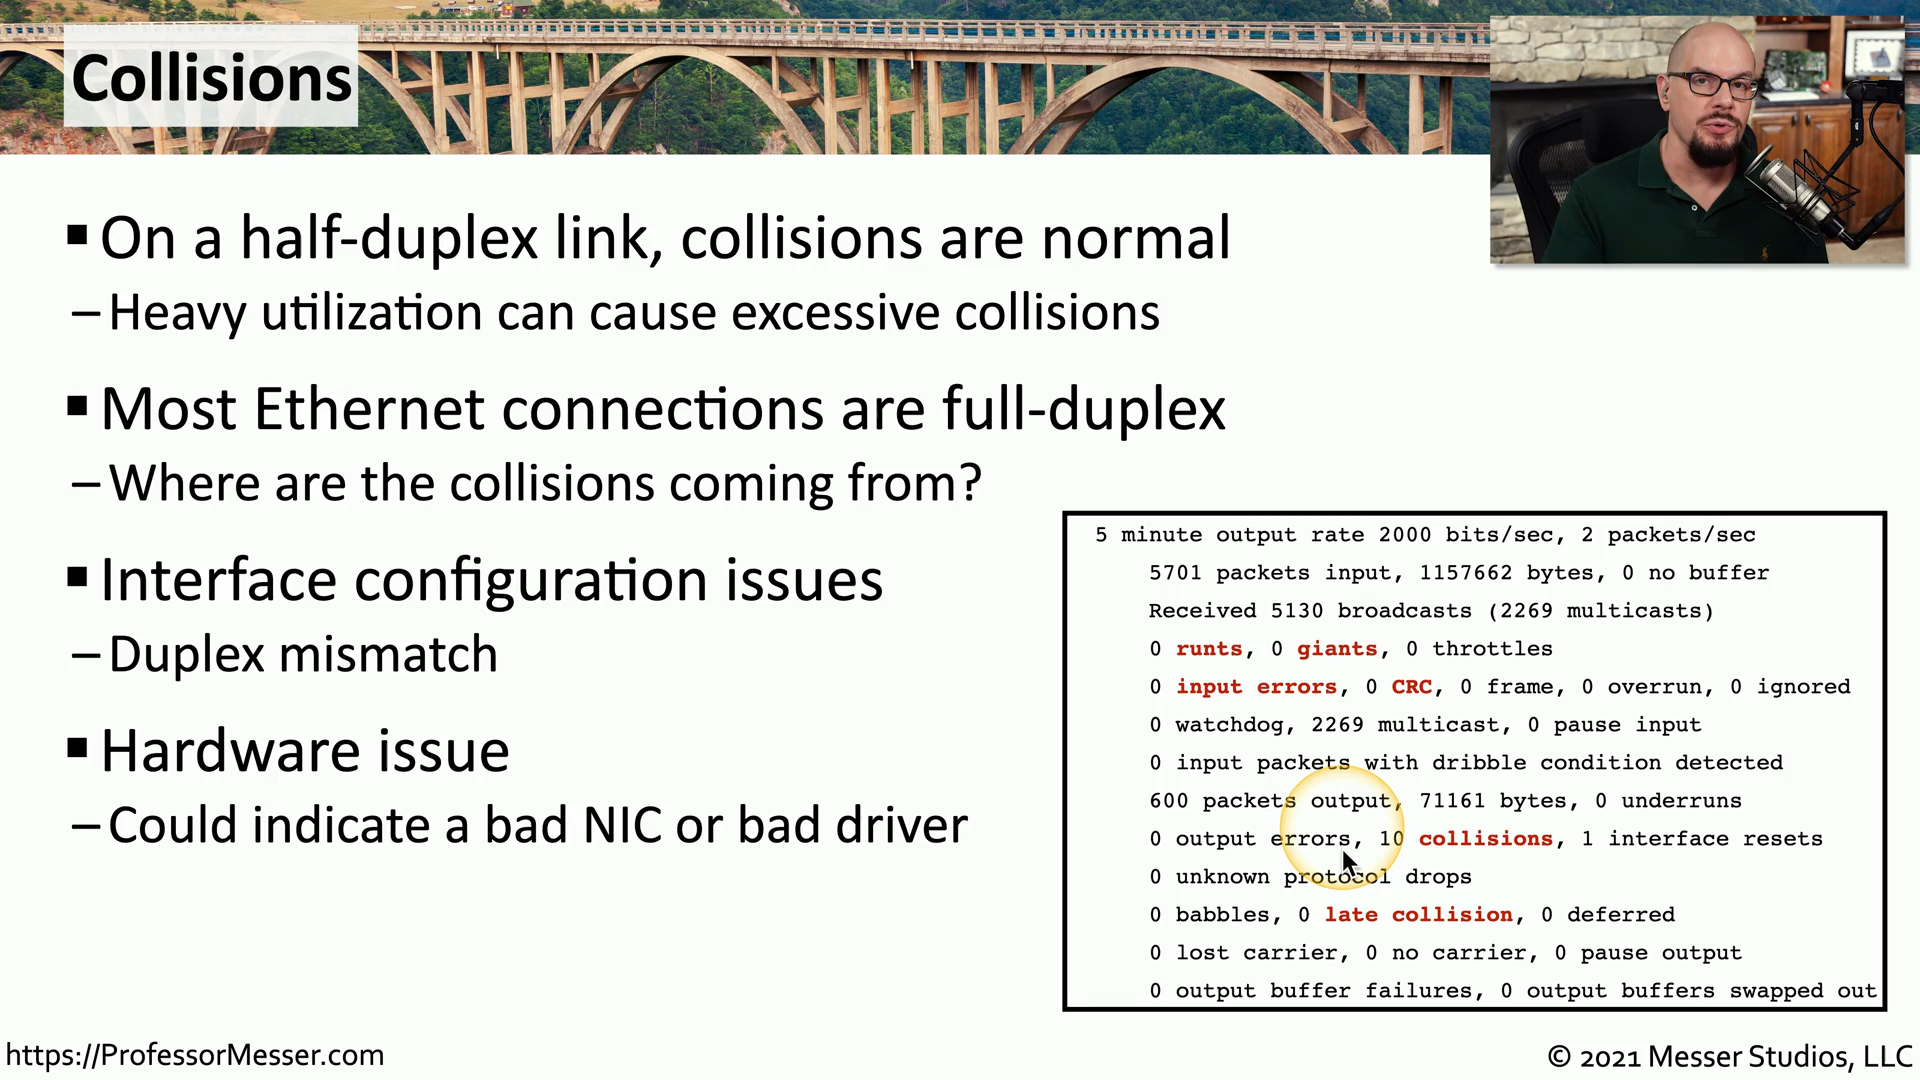 Collisions
▪ On a half-duplex link, collisions are normal
– Heavy utilization can cause excessive collisions
▪ Most Ethernet connections are full-duplex
– Where are the collisions coming from?
▪ Interface configuration issues
– Duplex mismatch
▪ Hardware issue
– Could indicate a bad NIC or bad driver
5 minute output rate 2000 bits/sec, 2 packets/sec
5701 packets input, 1157662 bytes, 0 no buffer
Received 5130 broadcasts (2269 multicasts)
0 runts, 0 giants, 0 throttles
0 input errors, 0 CRC, 0 frame, 0 overrun, 0 ignored
0 watchdog, 2269 multicast, 0 pause input
0 input packets with dribble condition detected
600 packets output, 71161 bytes, 0 underruns
0 output errors, 10 collisions, 1 interface resets
0 unknown protocol drops
0 babbles, 0 late collision, 0 deferred
0 lost carrier, 0 no carrier, 0 pause output
0 output buffer failures, 0 output buffers swapped out
https://ProfessorMesser.com
© 2021 Messer Studios, LLC